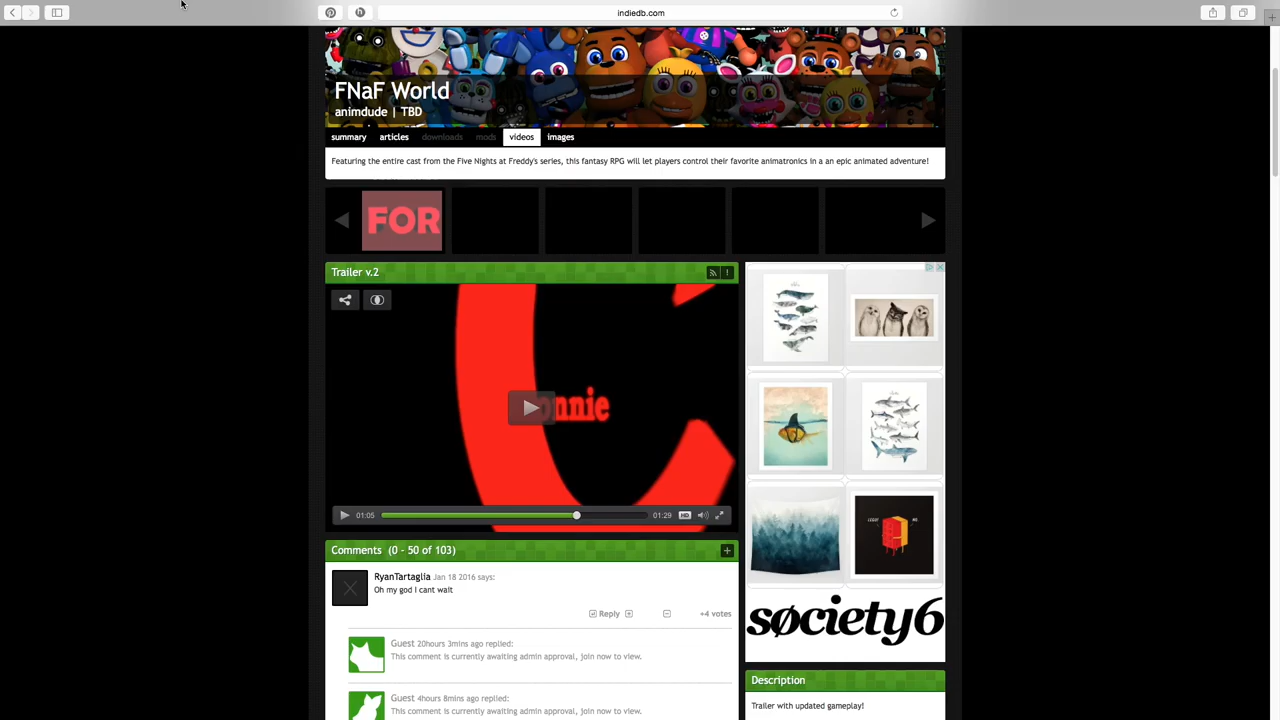 indiedb.com
FNaF World
animdude | TBD
summary articles downloads mods videos images
Featuring the entire cast from the Five Nights at Freddy's series, this fantasy RPG will let players control their favorite animatronics in a an epic animated adventure!
FOR
Trailer v.2
nnie
01:05 01:29 HD
Comments (0 - 50 of 103)
RyanTartaglia Jan 18 2016 says:
Oh my god I cant wait
Reply +4 votes
Guest 20hours 3mins ago replied:
This comment is currently awaiting admin approval, join now to view.
Guest 4hours 8mins ago replied:
This comment is currently awaiting admin approval, join now to view.
society6
Description
Trailer with updated gameplay!